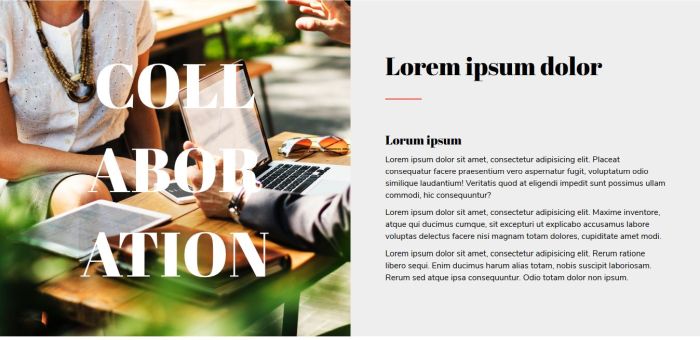 COLL
ABOR
ATION
Lorem ipsum dolor
Lorum ipsum
Lorem ipsum dolor sit amet, consectetur adipisicing elit. Placeat
consequatur facere praesentium vero aspernatur fugit, voluptatum odio
similique laudantium! Veritatis quod at eligendi impedit sunt possimus ullam
commodi, hic consequuntur?
Lorem ipsum dolor sit amet, consectetur adipisicing elit. Maxime inventore,
atque qui ducimus cumque, sit excepturi ut explicabo accusamus labore
voluptas delectus facere nisi magnam totam dolores, cupiditate amet modi.
Lorem ipsum dolor sit amet, consectetur adipisicing elit. Rerum ratione
libero sequi. Enim ducimus harum alias totam, nobis suscipit laboriosam.
Rerum sed atque ipsa consequuntur. Odio totam dolor non ipsum.